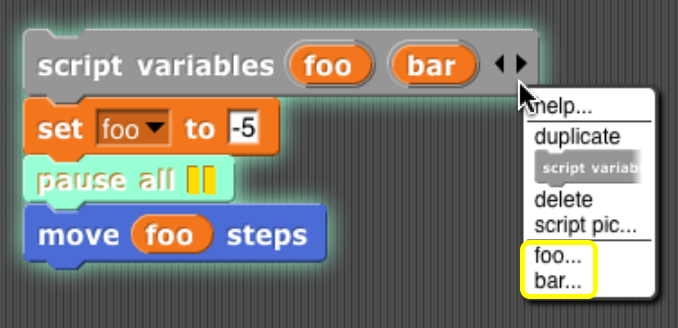 script variables foo bar
help...
set foo to -5
duplicate
script variab
pause all
delete
script pic...
move foo steps
foo...
bar...